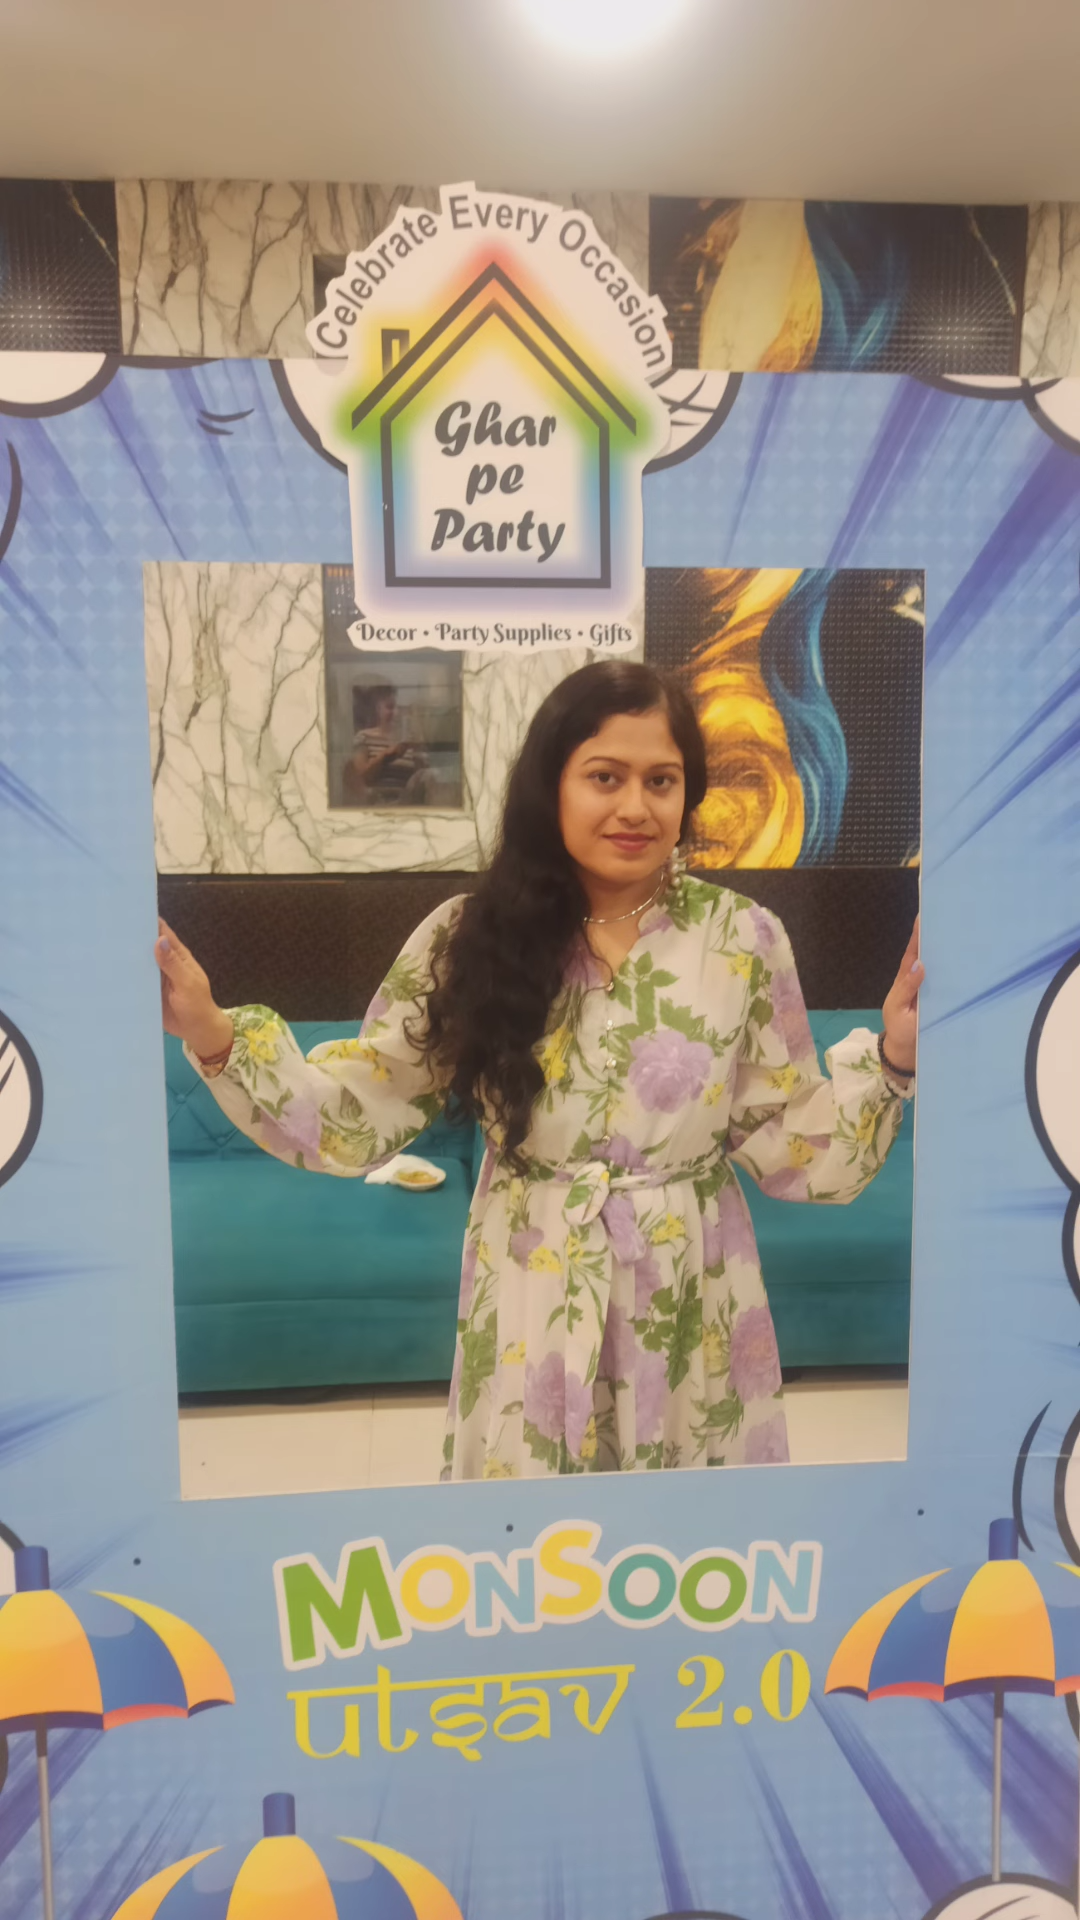 Celebrate Every Occasion
Ghar
pe
Party
Decor • Party Supplies • Gifts
MONSOON
utsav 2.0